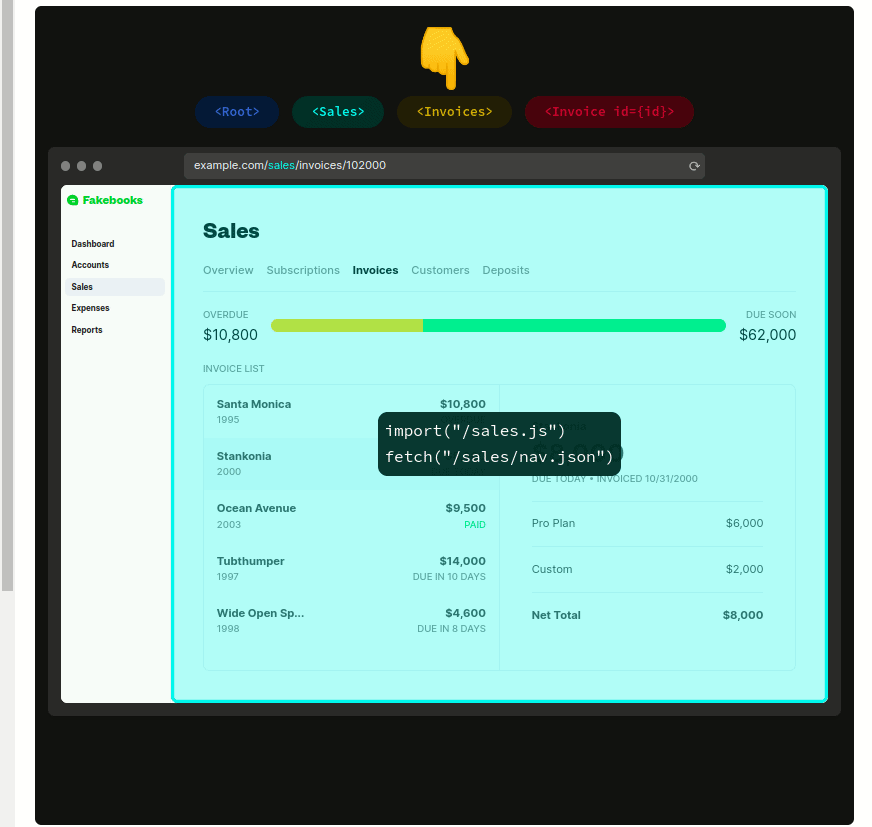 <Root> <Sales> <Invoices> <Invoice id={id}>
example.com/sales/invoices/102000
Fakebooks
Dashboard
Accounts
Sales
Expenses
Reports
Sales
Overview Subscriptions Invoices Customers Deposits
OVERDUE DUE SOON
$10,800 $62,000
INVOICE LIST
Santa Monica $10,800
1995
Stankonia
2000
Ocean Avenue $9,500
2003 PAID
Tubthumper $14,000
1997 DUE IN 10 DAYS
Wide Open Sp... $4,600
1998 DUE IN 8 DAYS
import("/sales.js")
fetch("/sales/nav.json")
DUE TODAY • INVOICED 10/31/2000
Pro Plan $6,000
Custom $2,000
Net Total $8,000